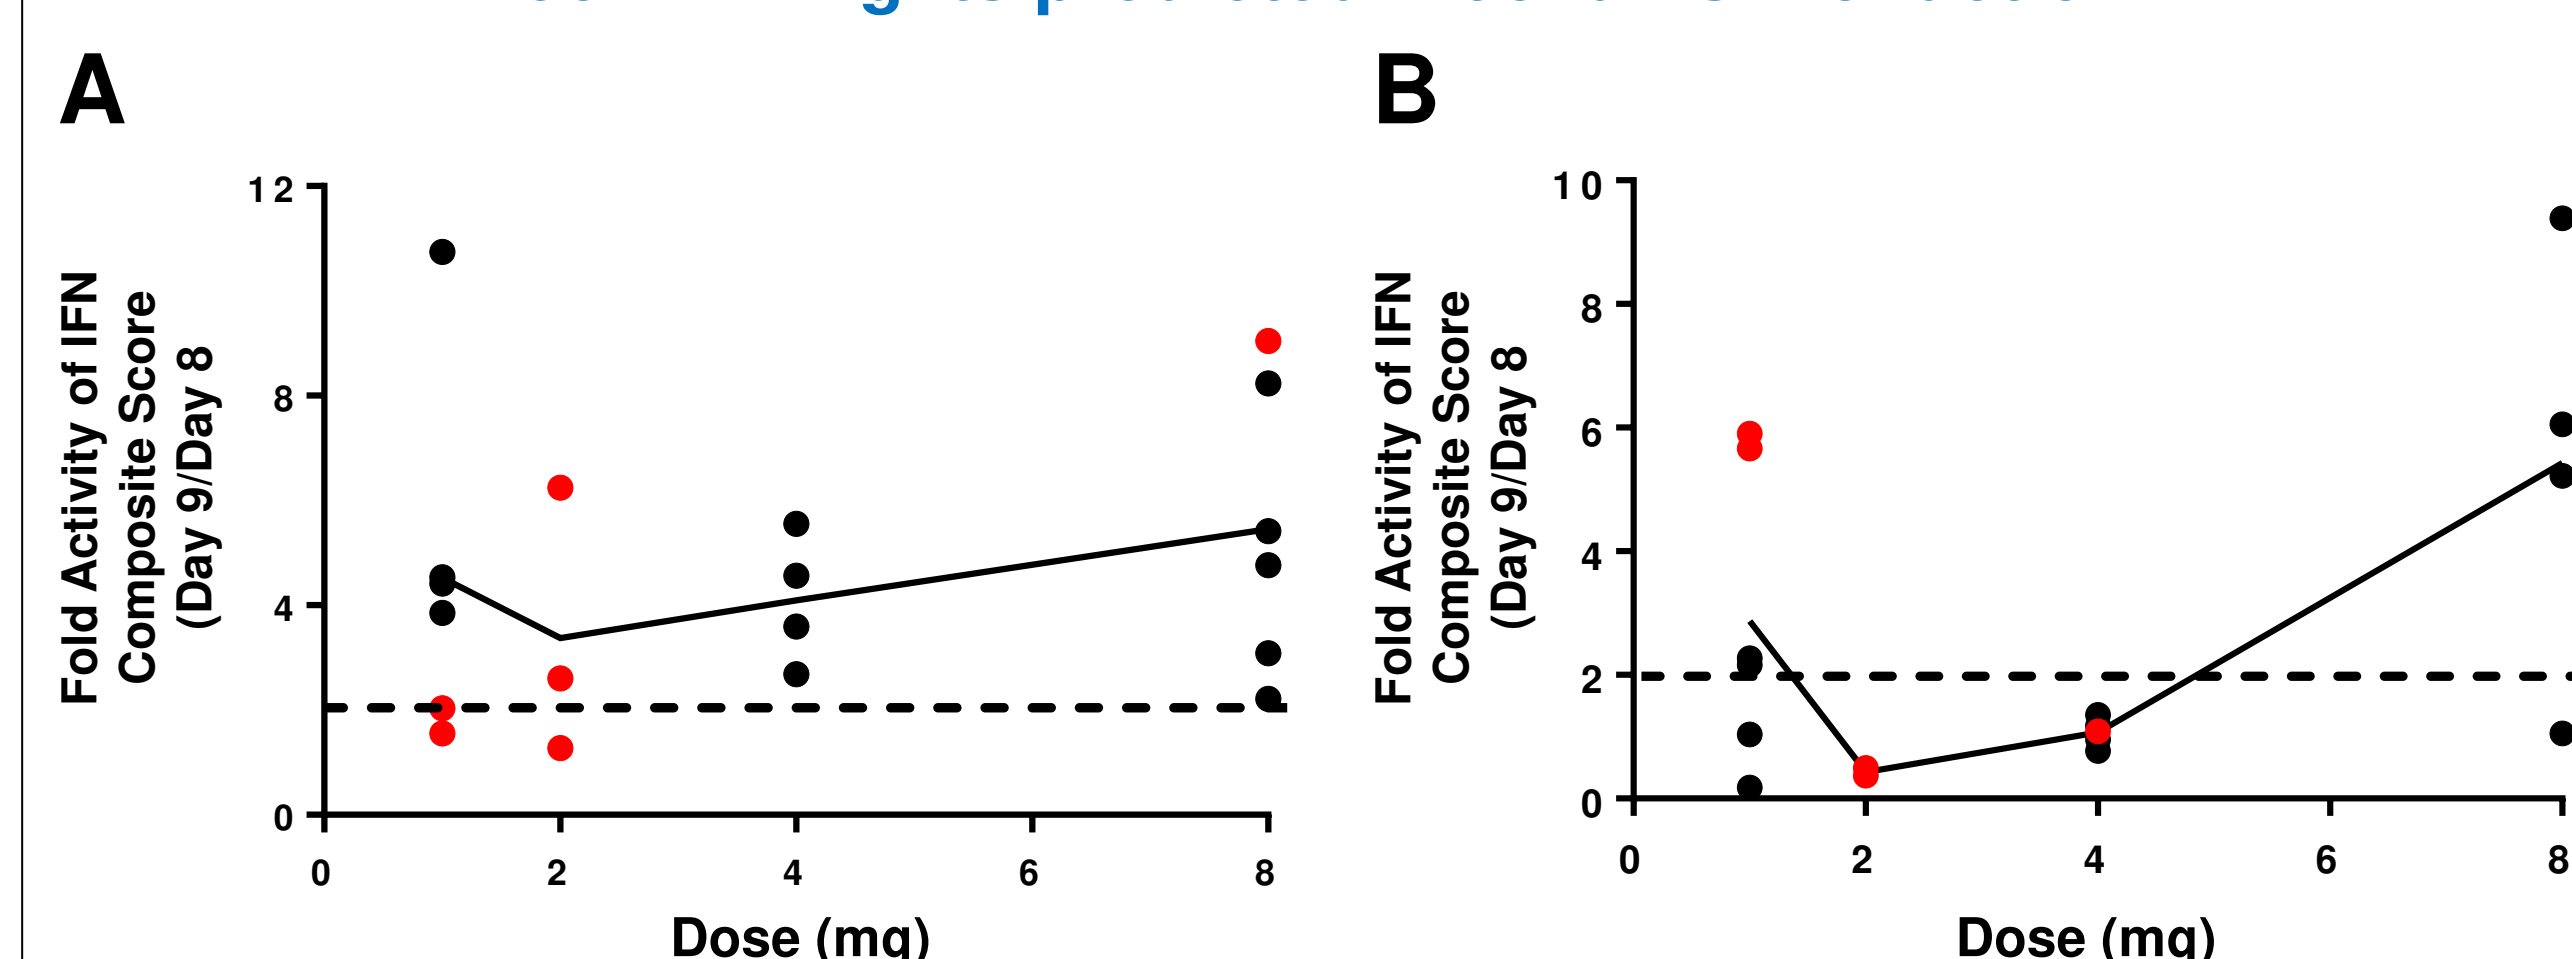 A
B
Fold Activity of IFN
Composite Score
(Day 9/Day 8
12
8
4
0
0 2 4 6 8
Dose (mg)
Fold Activity of IFN
Composite Score
(Day 9/Day 8
10
8
6
4
2
0
0 2 4 6 8
Dose (mg)